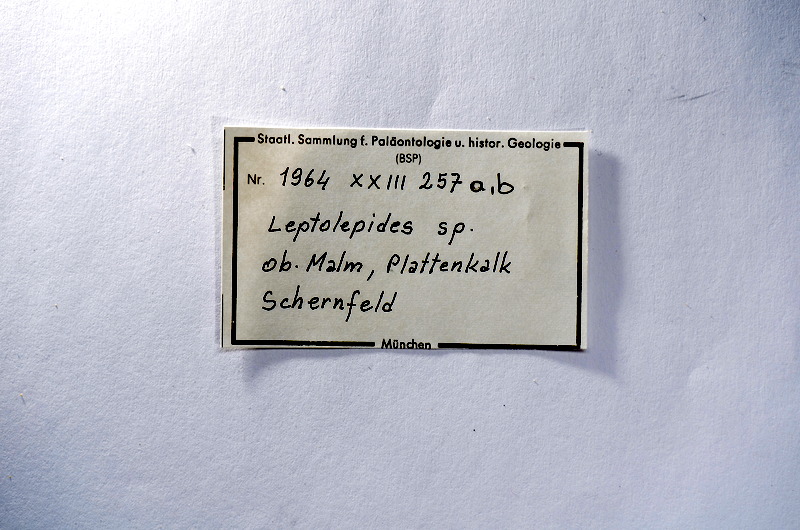 Staatl. Sammlung f. Paläontologie u. histor. Geologie
(BSP)
Nr. 1964 XXIII 257 a,b
Leptolepides sp.
ob. Malm, Plattenkalk
Schernfeld
München